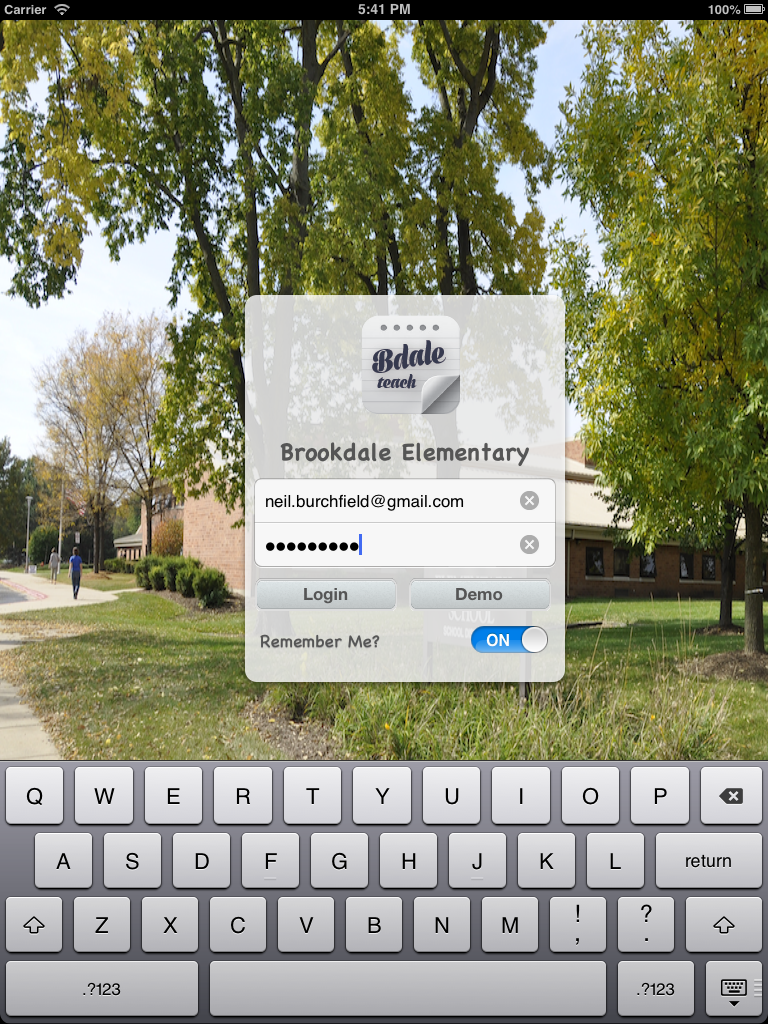 Carrier 5:41 PM 100%
Bdale
teach
Brookdale Elementary
neil.burchfield@gmail.com
●●●●●●●●●
Login Demo
Remember Me? ON
Q W E R T Y U I O P
A S D F G H J K L return
Z X C V B N M ! , ? .
.?123 .?123